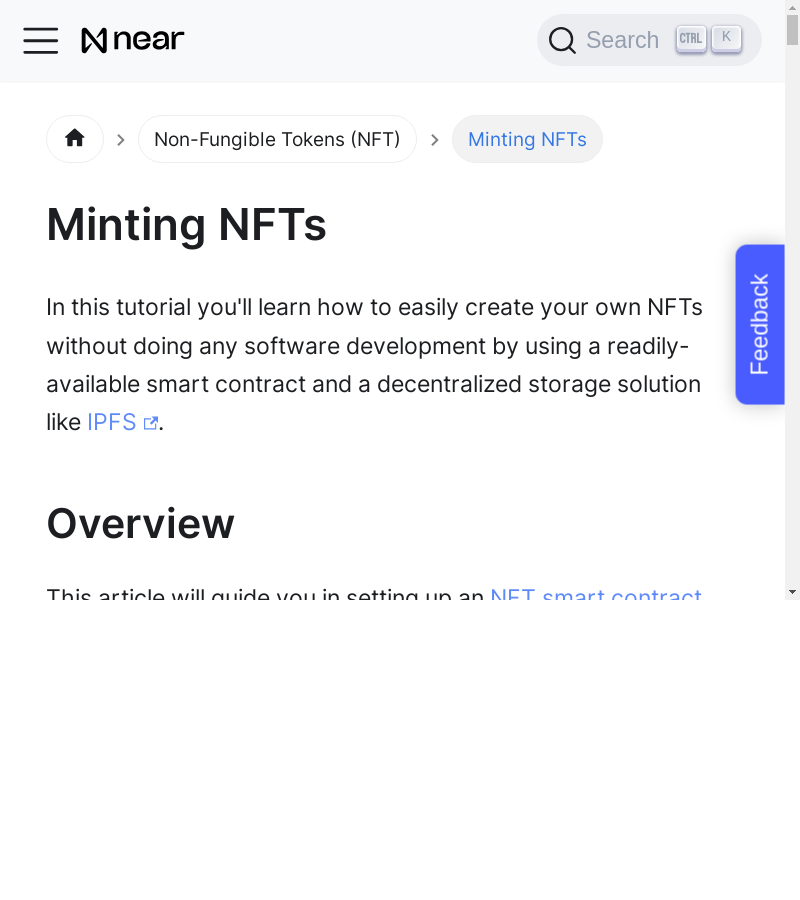 near
Search CTRL K
Non-Fungible Tokens (NFT) Minting NFTs
Minting NFTs
In this tutorial you'll learn how to easily create your own NFTs
without doing any software development by using a readily-
available smart contract and a decentralized storage solution
like IPFS.
Feedback
Overview
This article will guide you in setting up an NFT smart contract